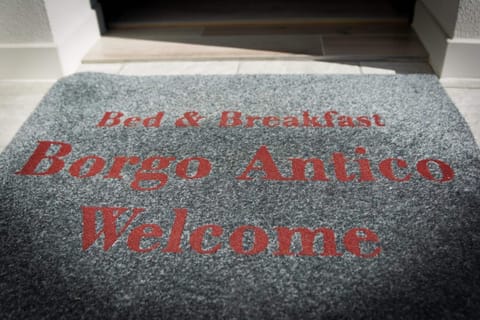 Bed & Breakfast
Borgo Antico
Welcome